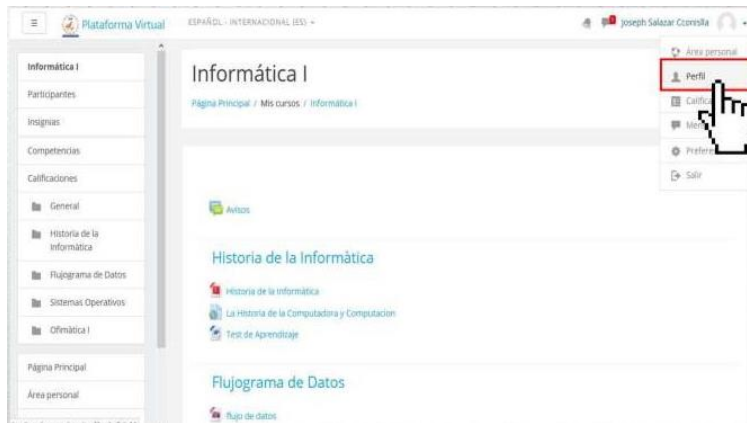 Plataforma Virtual
ESPAÑOL - INTERNACIONAL (ES)
Joseph Salazar Cconislla
Informática I
Participantes
Insignias
Competencias
Calificaciones
General
Historia de la
Informática
Flujograma de Datos
Sistemas Operativos
Ofimática I
Página Principal
Área personal
Informática I
Página Principal / Mis cursos / Informática I
Avisos
Historia de la Informàtica
Historia de la Informática
La Historia de la Computadora y Computacion
Test de Aprendizaje
Flujograma de Datos
flujo de datos
Área personal
Perfil
Salir